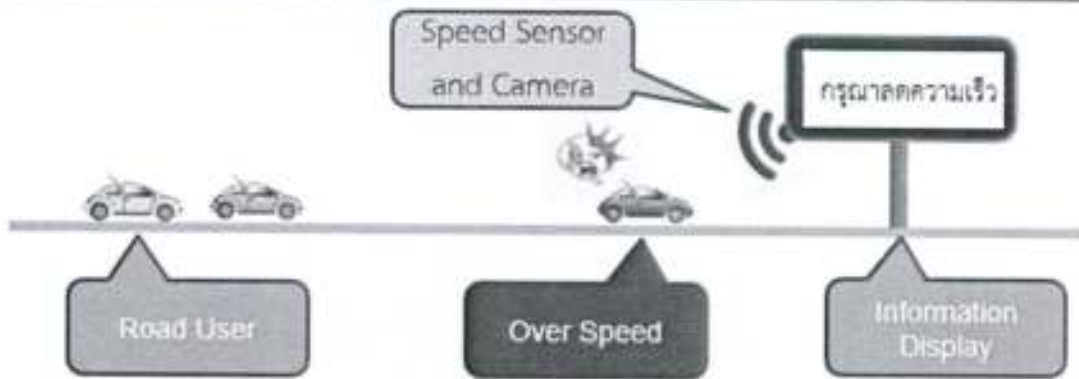 Speed Sensor
and Camera
กรุณาลดความเร็ว
Road User
Over Speed
Information
Display